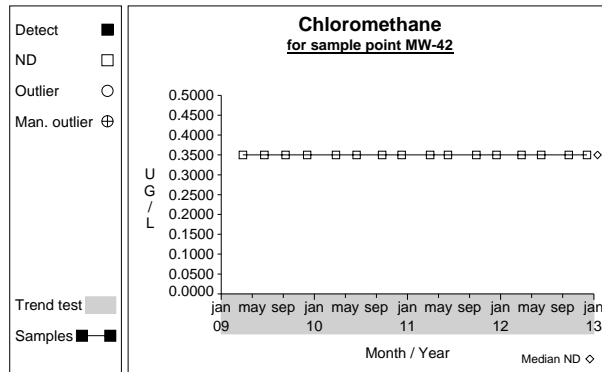 Detect
ND
Outlier
Man. outlier
Trend test
Samples
Chloromethane
for sample point MW-42
U
G
/
L
0.5000
0.4500
0.4000
0.3500
0.3000
0.2500
0.2000
0.1500
0.1000
0.0500
0.0000
jan may sep jan may sep jan may sep jan may sep jan
09 10 11 12 13
Month / Year
Median ND